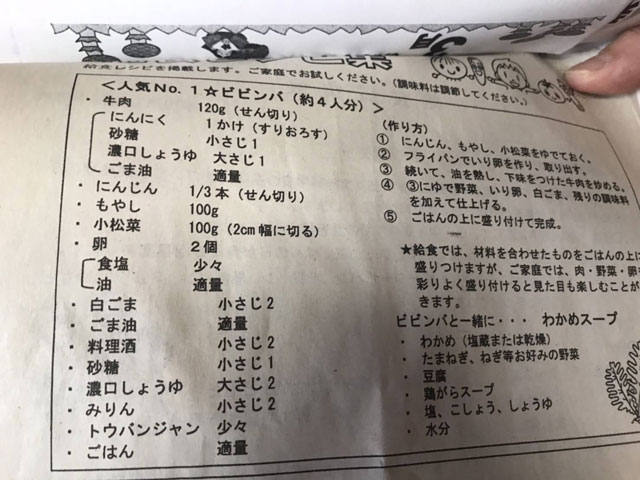 給食レシピを掲載します。ご家庭でお試しください。(調味料は調節してください。)
<人気No.1☆ビビンバ(約4人分)>
・牛肉 120g(せん切り)
にんにく 1かけ(すりおろす)
砂糖 小さじ1
濃口しょうゆ 大さじ1
ごま油 適量
・にんじん 1/3本(せん切り)
・もやし 100g
・小松菜 100g(2cm幅に切る)
・卵 2個
食塩 少々
油 適量
・白ごま 小さじ2
・ごま油 適量
・料理酒 小さじ2
・砂糖 小さじ1
・濃口しょうゆ 大さじ2
・みりん 小さじ2
・トウバンジャン 少々
・ごはん 適量
(作り方)
① にんじん、もやし、小松菜をゆでておく。
② フライパンでいり卵を作り、取り出す。
③ 続いて、油を熱し、下味をつけた牛肉を炒める。
④ ③にゆで野菜、いり卵、白ごま、残りの調味料
を加えて仕上げる。
⑤ ごはんの上に盛り付けて完成。
★給食では、材料を合わせたものをごはんの上に
盛りつけますが、ご家庭では、肉・野菜・卵
彩りよく盛り付けると見た目も楽しむことが
きます。
ビビンバと一緒に・・・ わかめスープ
・わかめ(塩蔵または乾燥)
・たまねぎ、ねぎ等お好みの野菜
・豆腐
・鶏がらスープ
・塩、こしょう、しょうゆ
・水分